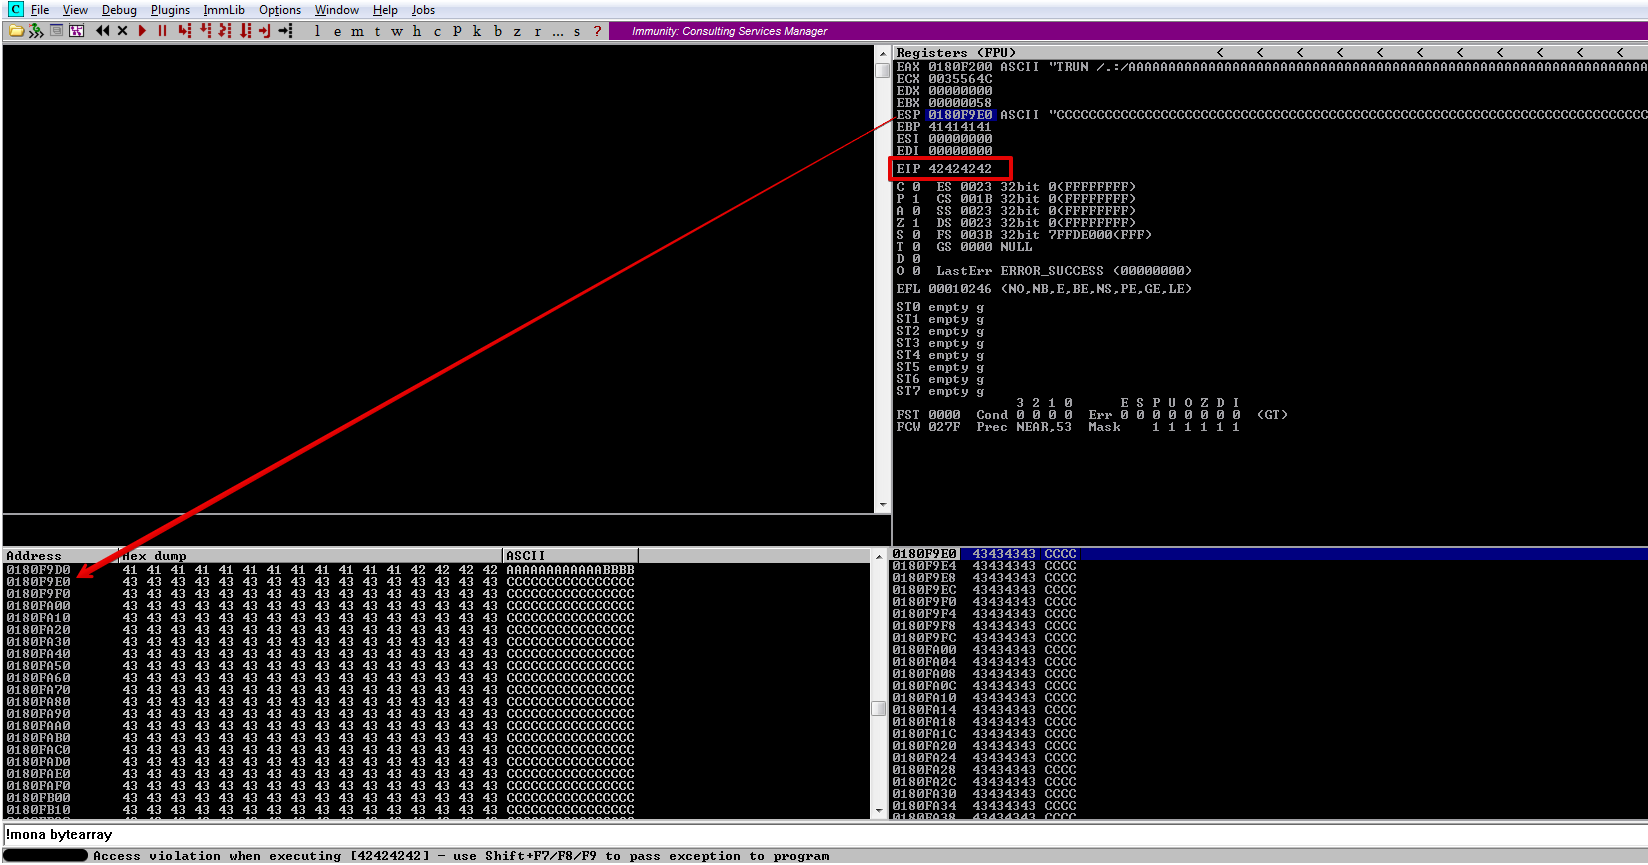 C File View Debug Plugins ImmLib Options Window Help Jobs
l e m t w h c P k b z r ... s ? Immunity: Consulting Services Manager
Registers (FPU) < < < < < < < < < < <
EAX 0180F200 ASCII "TRUN /.:/AAAAAAAAAAAAAAAAAAAAAAAAAAAAAAAAAAAAAAAAAAAAAAAAAAAAAAAAAAAAAAAAA
ECX 0035564C
EDX 00000000
EBX 00000058
ESP 0180F9E0 ASCII "CCCCCCCCCCCCCCCCCCCCCCCCCCCCCCCCCCCCCCCCCCCCCCCCCCCCCCCCCCCCCCCCCCCCCCCCCC
EBP 41414141
ESI 00000000
EDI 00000000
EIP 42424242
C 0 ES 0023 32bit 0(FFFFFFFF)
P 1 CS 001B 32bit 0(FFFFFFFF)
A 0 SS 0023 32bit 0(FFFFFFFF)
Z 1 DS 0023 32bit 0(FFFFFFFF)
S 0 FS 003B 32bit 7FFDE000(FFF)
T 0 GS 0000 NULL
D 0
O 0 LastErr ERROR_SUCCESS (00000000)
EFL 00010246 (NO,NB,E,BE,NS,PE,GE,LE)
ST0 empty g
ST1 empty g
ST2 empty g
ST3 empty g
ST4 empty g
ST5 empty g
ST6 empty g
ST7 empty g
3 2 1 0 E S P U O Z D I
FST 0000 Cond 0 0 0 0 Err 0 0 0 0 0 0 0 0 (GT)
FCW 027F Prec NEAR,53 Mask 1 1 1 1 1 1
Address Hex dump ASCII
0180F9D0 41 41 41 41 41 41 41 41 41 41 41 41 42 42 42 42 AAAAAAAAAAAABBBB
0180F9E0 43 43 43 43 43 43 43 43 43 43 43 43 43 43 43 43 CCCCCCCCCCCCCCCC
0180F9F0 43 43 43 43 43 43 43 43 43 43 43 43 43 43 43 43 CCCCCCCCCCCCCCCC
0180FA00 43 43 43 43 43 43 43 43 43 43 43 43 43 43 43 43 CCCCCCCCCCCCCCCC
0180FA10 43 43 43 43 43 43 43 43 43 43 43 43 43 43 43 43 CCCCCCCCCCCCCCCC
0180FA20 43 43 43 43 43 43 43 43 43 43 43 43 43 43 43 43 CCCCCCCCCCCCCCCC
0180FA30 43 43 43 43 43 43 43 43 43 43 43 43 43 43 43 43 CCCCCCCCCCCCCCCC
0180FA40 43 43 43 43 43 43 43 43 43 43 43 43 43 43 43 43 CCCCCCCCCCCCCCCC
0180FA50 43 43 43 43 43 43 43 43 43 43 43 43 43 43 43 43 CCCCCCCCCCCCCCCC
0180FA60 43 43 43 43 43 43 43 43 43 43 43 43 43 43 43 43 CCCCCCCCCCCCCCCC
0180FA70 43 43 43 43 43 43 43 43 43 43 43 43 43 43 43 43 CCCCCCCCCCCCCCCC
0180FA80 43 43 43 43 43 43 43 43 43 43 43 43 43 43 43 43 CCCCCCCCCCCCCCCC
0180FA90 43 43 43 43 43 43 43 43 43 43 43 43 43 43 43 43 CCCCCCCCCCCCCCCC
0180FAA0 43 43 43 43 43 43 43 43 43 43 43 43 43 43 43 43 CCCCCCCCCCCCCCCC
0180FAB0 43 43 43 43 43 43 43 43 43 43 43 43 43 43 43 43 CCCCCCCCCCCCCCCC
0180FAC0 43 43 43 43 43 43 43 43 43 43 43 43 43 43 43 43 CCCCCCCCCCCCCCCC
0180FAD0 43 43 43 43 43 43 43 43 43 43 43 43 43 43 43 43 CCCCCCCCCCCCCCCC
0180FAE0 43 43 43 43 43 43 43 43 43 43 43 43 43 43 43 43 CCCCCCCCCCCCCCCC
0180FAF0 43 43 43 43 43 43 43 43 43 43 43 43 43 43 43 43 CCCCCCCCCCCCCCCC
0180FB00 43 43 43 43 43 43 43 43 43 43 43 43 43 43 43 43 CCCCCCCCCCCCCCCC
0180FB10 43 43 43 43 43 43 43 43 43 43 43 43 43 43 43 43 CCCCCCCCCCCCCCCC
0180F9E0 43434343 CCCC
0180F9E4 43434343 CCCC
0180F9E8 43434343 CCCC
0180F9EC 43434343 CCCC
0180F9F0 43434343 CCCC
0180F9F4 43434343 CCCC
0180F9F8 43434343 CCCC
0180F9FC 43434343 CCCC
0180FA00 43434343 CCCC
0180FA04 43434343 CCCC
0180FA08 43434343 CCCC
0180FA0C 43434343 CCCC
0180FA10 43434343 CCCC
0180FA14 43434343 CCCC
0180FA18 43434343 CCCC
0180FA1C 43434343 CCCC
0180FA20 43434343 CCCC
0180FA24 43434343 CCCC
0180FA28 43434343 CCCC
0180FA2C 43434343 CCCC
0180FA30 43434343 CCCC
0180FA34 43434343 CCCC
0180FA38 43434343 CCCC
!mona bytearray
Access violation when executing [42424242] - use Shift+F7/F8/F9 to pass exception to program